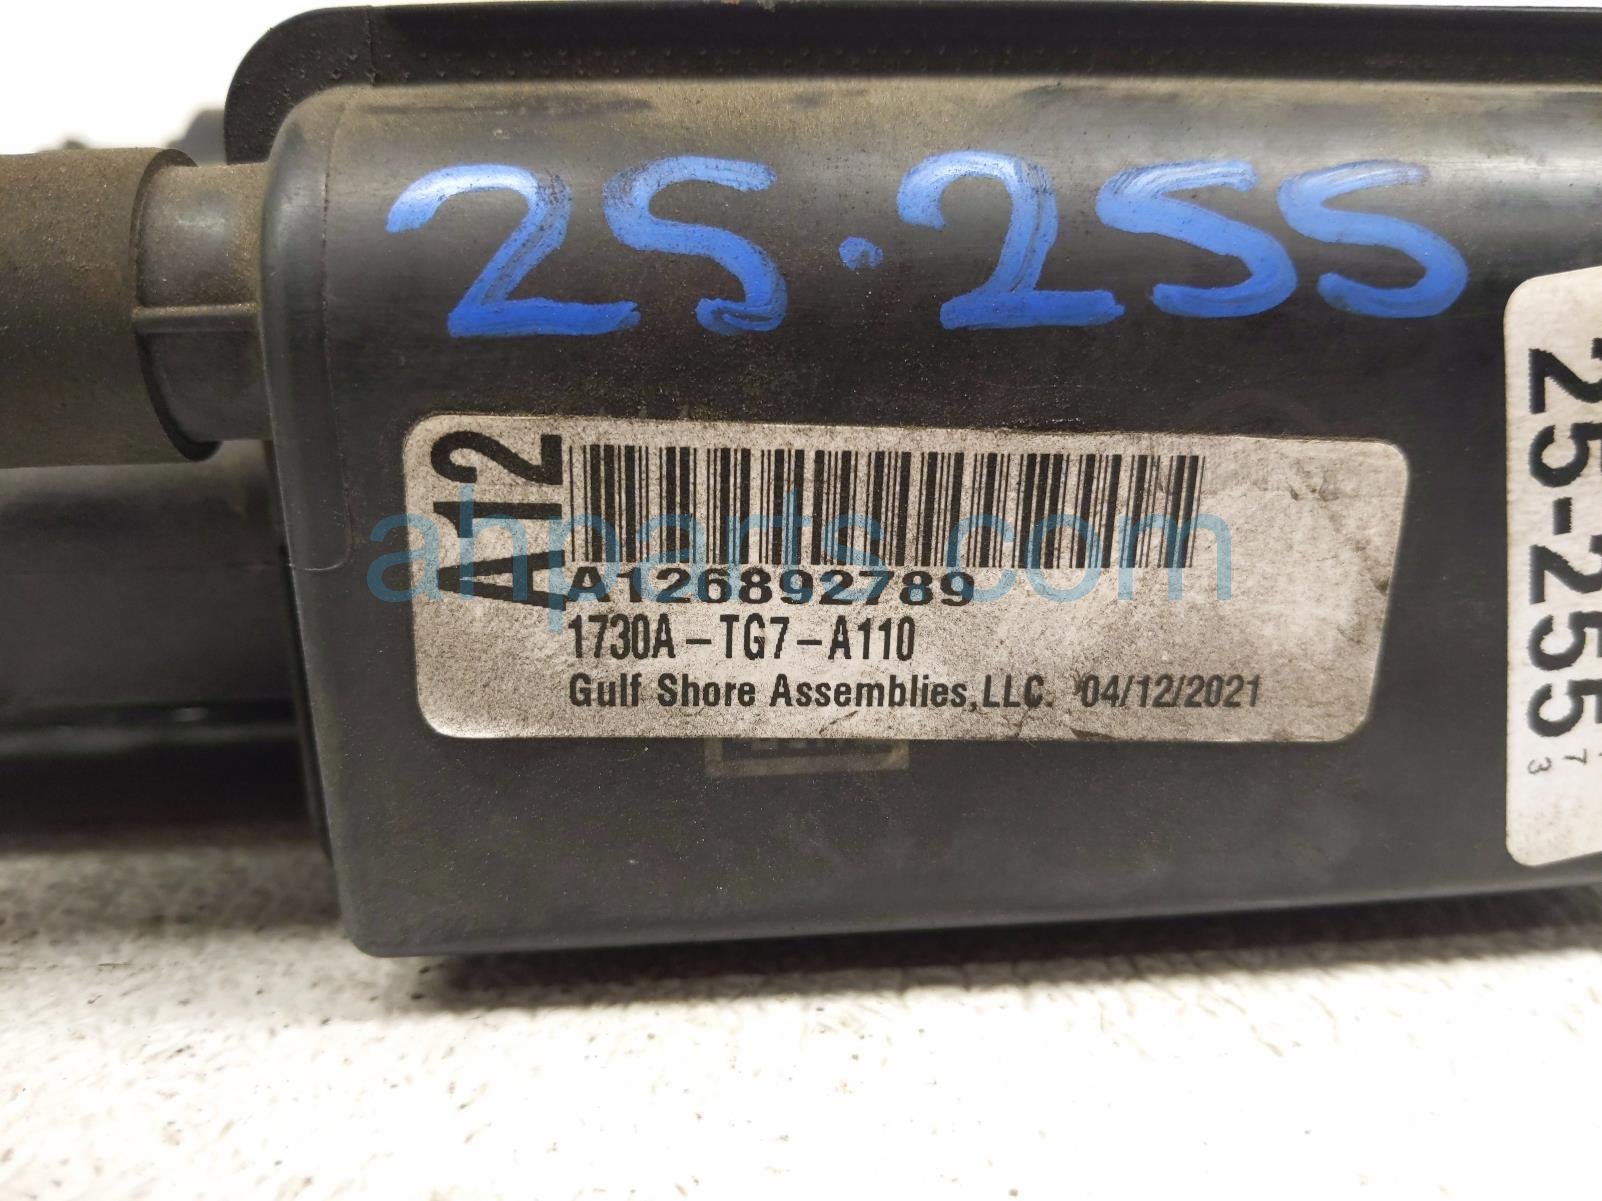 25.255
A12
A126892789
1730A-TG7-A110
Gulf Shore Assemblies,LLC. 04/12/2021
25-255
ahparts.com